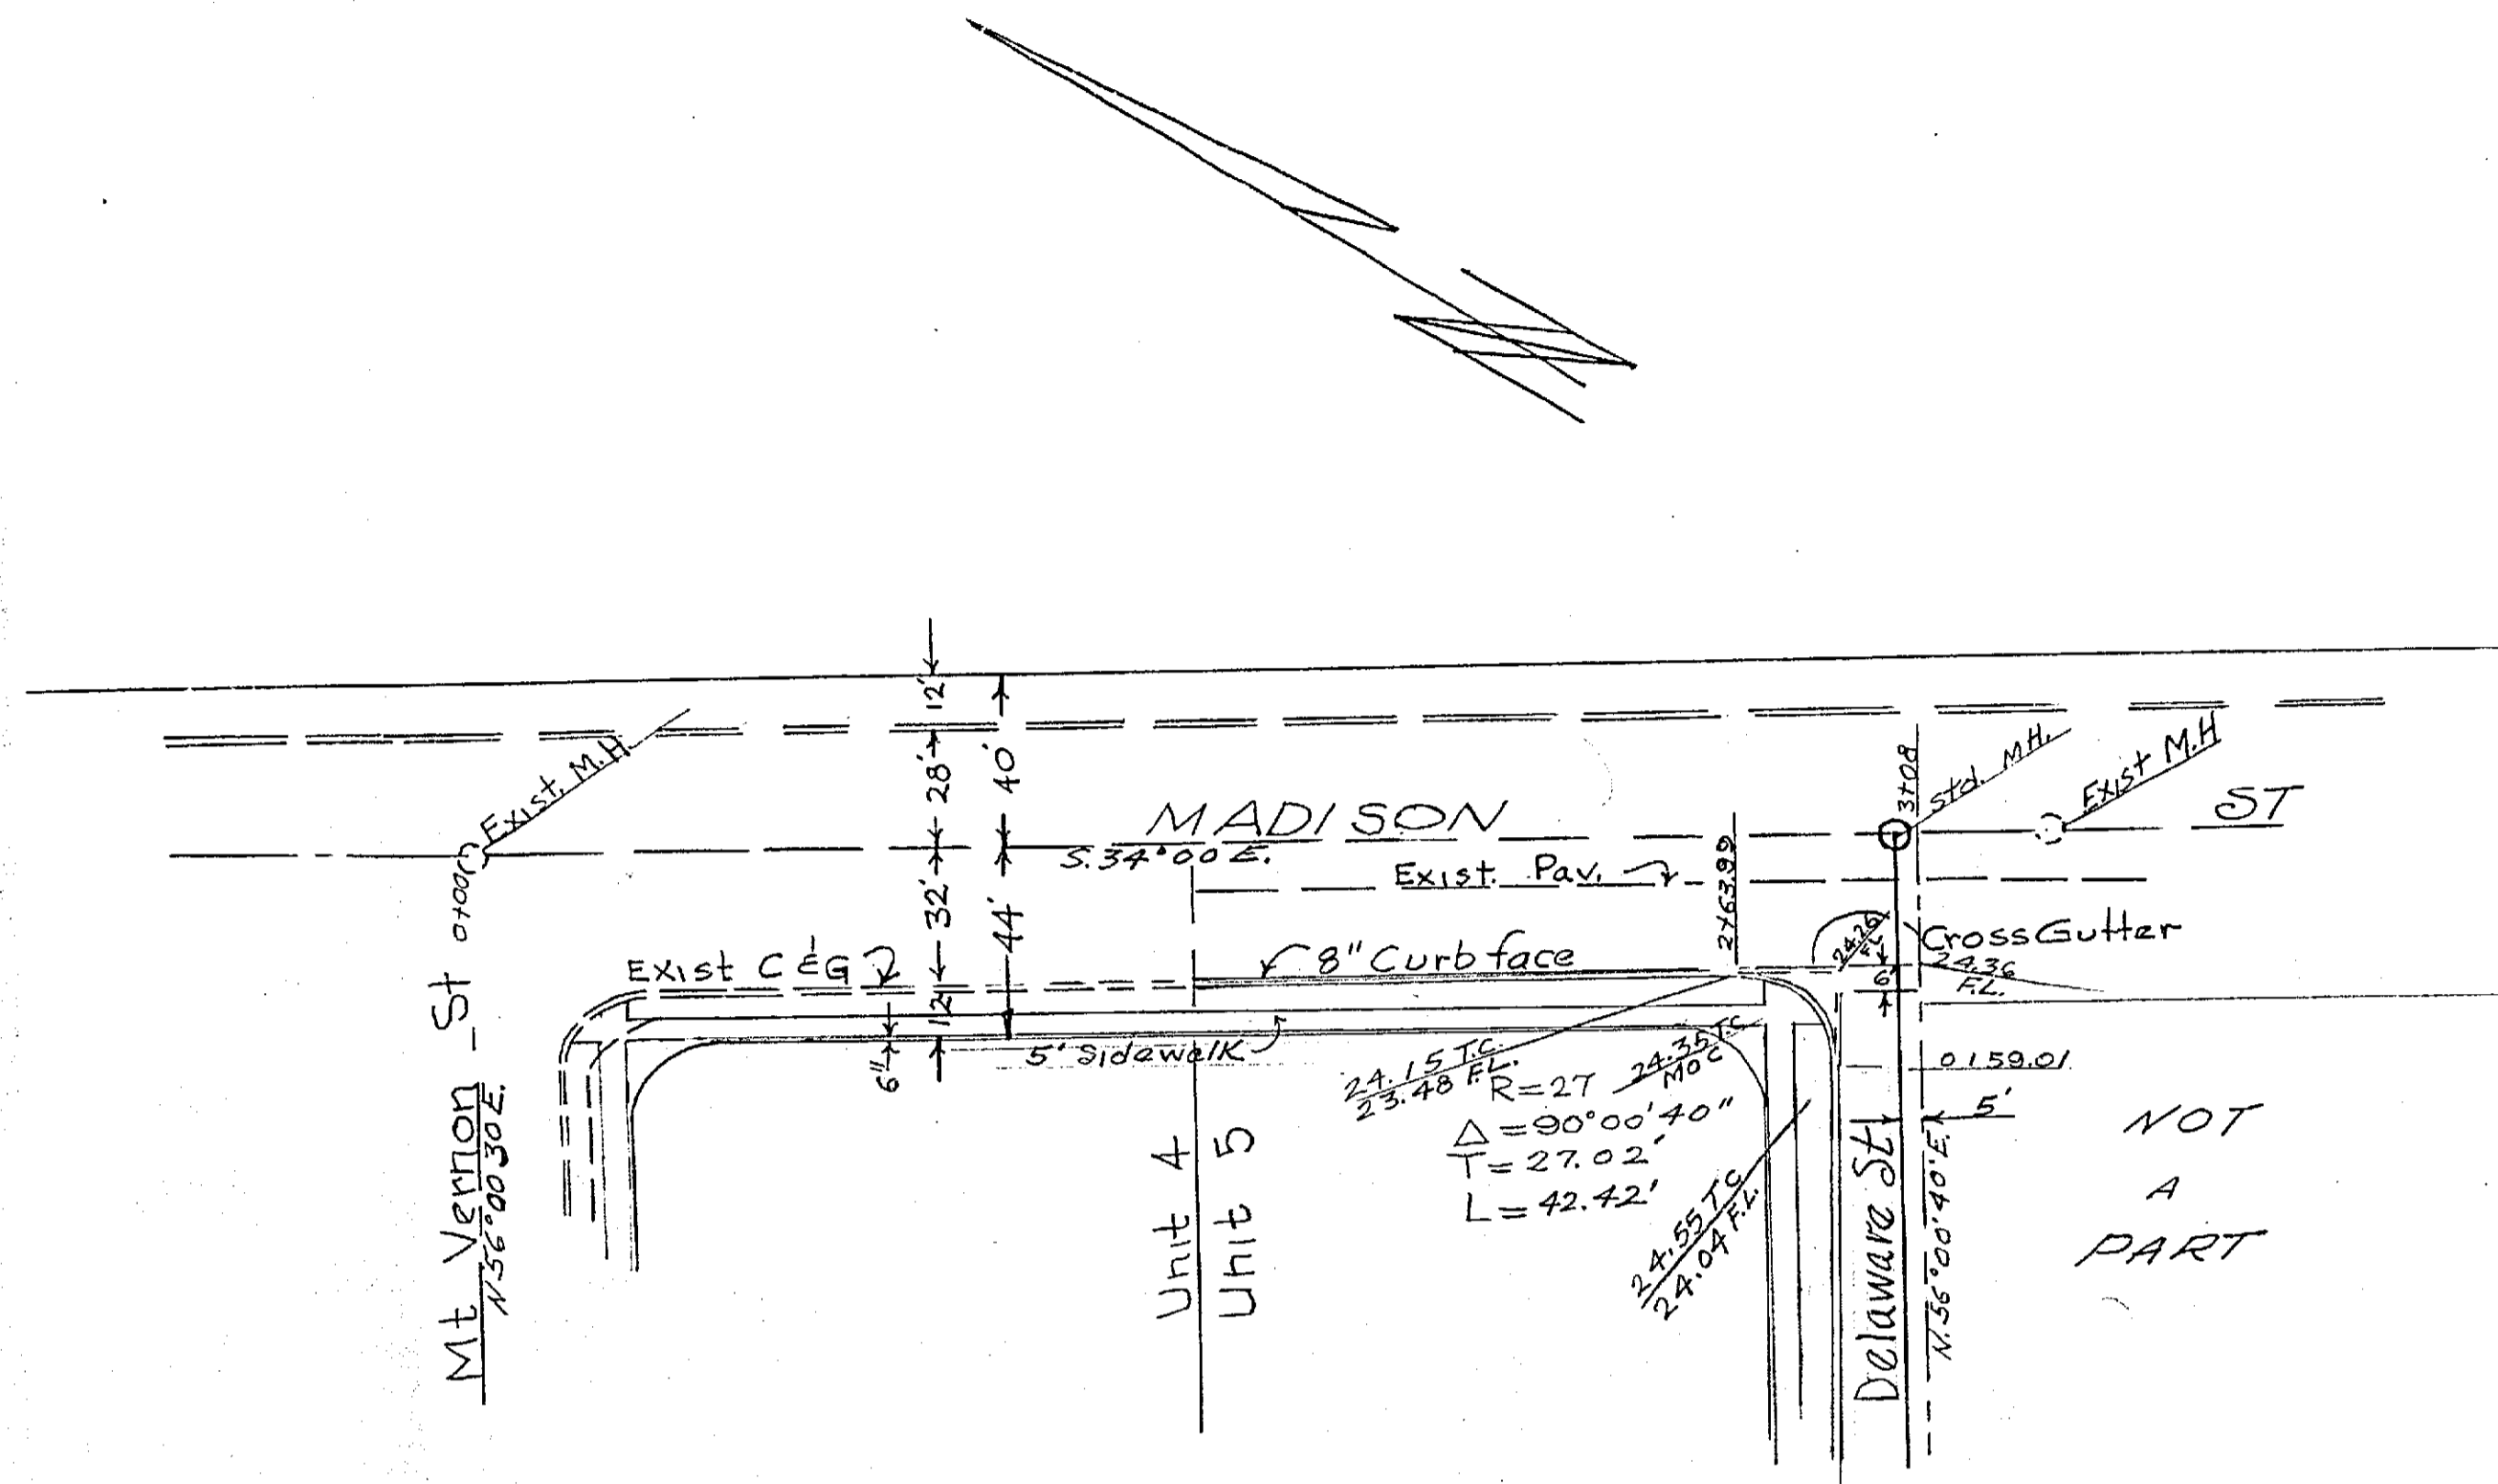 12'
28'
40'
32'
44'
12'
6"
Exist. M.H.
Mt Vernon St
N.56°00'30"E.
0+00
MADISON ST
S.34°00'E.
Exist. Pav.
Exist C & G
8" Curb face
5' Sidewalk
2+63.99
3+08
Std. M.H.
Exist M.H
Cross Gutter
24.36
F.L.
24.26
6'
24.15 T.C.
23.48 F.L.
24.35 T.C
MOC
R=27
Δ=90°00'40"
T=27.02'
L=42.42'
24.55 T.C
24.04 F.L.
Unit 4
Unit 5
Delaware St
N.56°00'40"E.
0+59.01
5'
NOT
A
PART